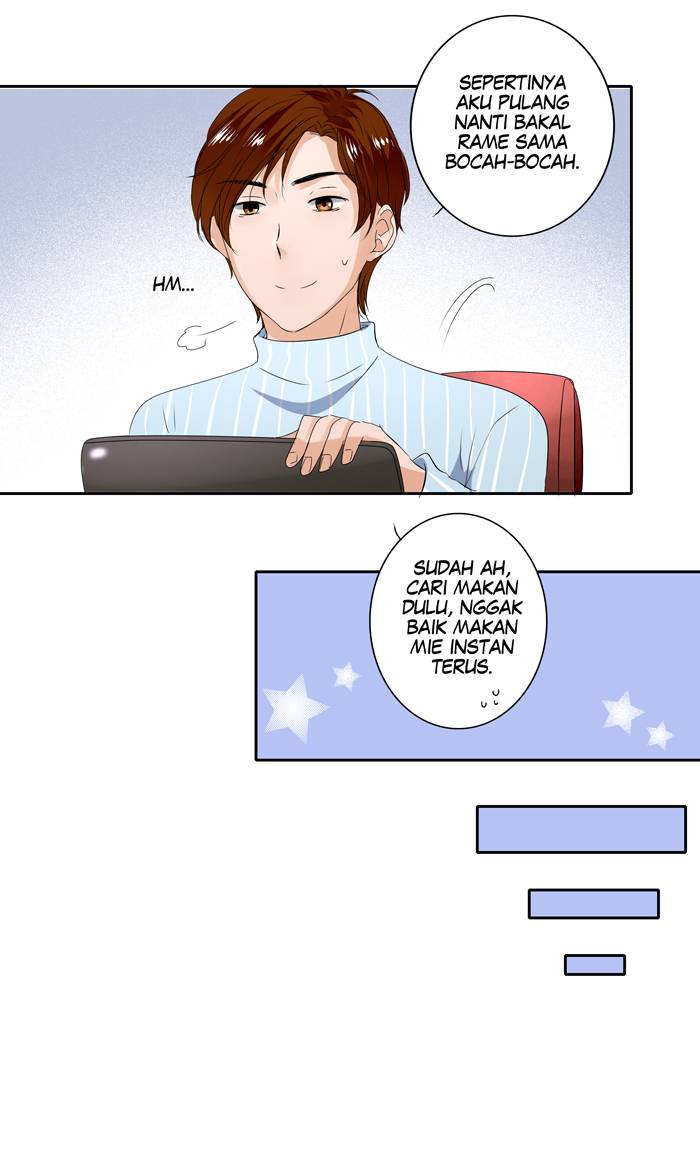 SEPERTINYA
AKU PULANG
NANTI BAKAL
RAME SAMA
BOCAH-BOCAH.
HM...
SUDAH AH,
CARI MAKAN
DULU, NGGAK
BAIK MAKAN
MIE INSTAN
TERUS.